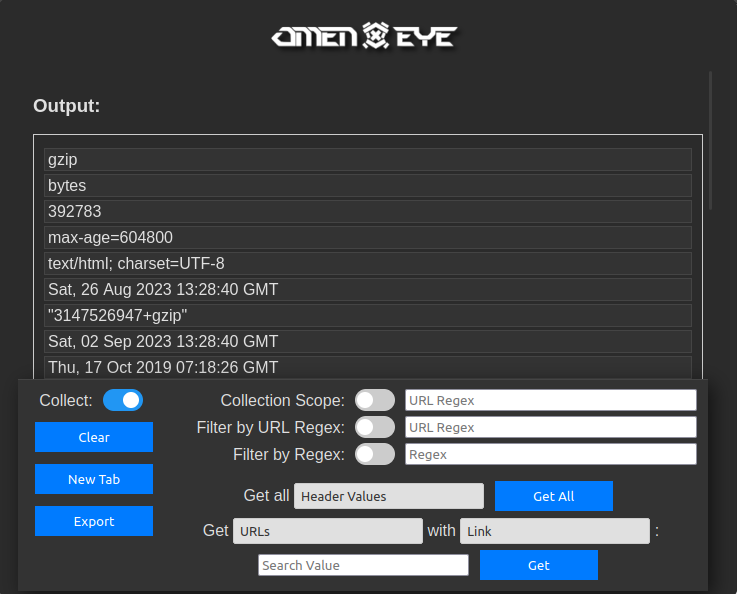 OMEN EYE
Output:
gzip
bytes
392783
max-age=604800
text/html; charset=UTF-8
Sat, 26 Aug 2023 13:28:40 GMT
"3147526947+gzip"
Sat, 02 Sep 2023 13:28:40 GMT
Thu, 17 Oct 2019 07:18:26 GMT
Collect:
Collection Scope: URL Regex
Clear
Filter by URL Regex: URL Regex
Filter by Regex: Regex
New Tab
Get all Header Values Get All
Export
Get URLs with Link :
Search Value Get